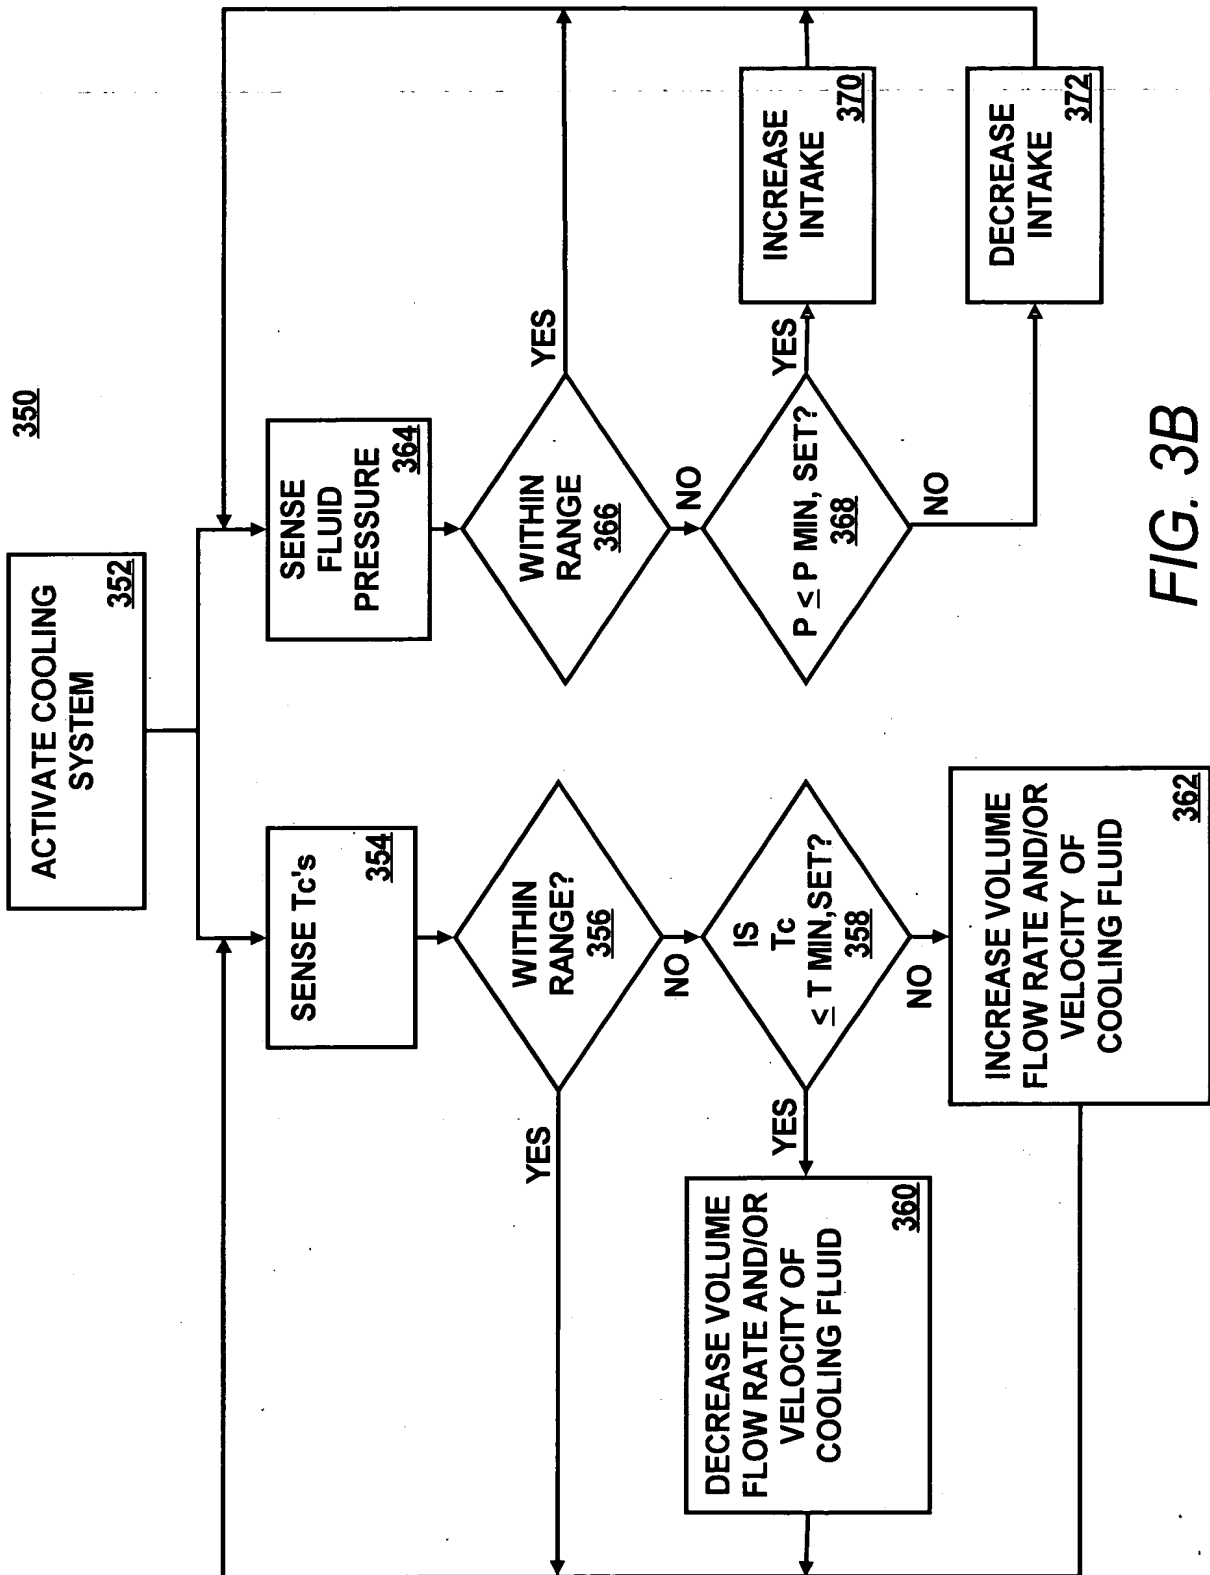 350
ACTIVATE COOLING
SYSTEM
352
SENSE Tc's
354
WITHIN
RANGE?
356
YES
NO
IS
Tc
≤ T MIN,SET?
358
YES
NO
DECREASE VOLUME
FLOW RATE AND/OR
VELOCITY OF
COOLING FLUID
360
INCREASE VOLUME
FLOW RATE AND/OR
VELOCITY OF
COOLING FLUID
362
SENSE
FLUID
PRESSURE
364
WITHIN
RANGE
366
YES
NO
P ≤ P MIN, SET?
368
YES
NO
INCREASE
INTAKE
370
DECREASE
INTAKE
372
FIG. 3B